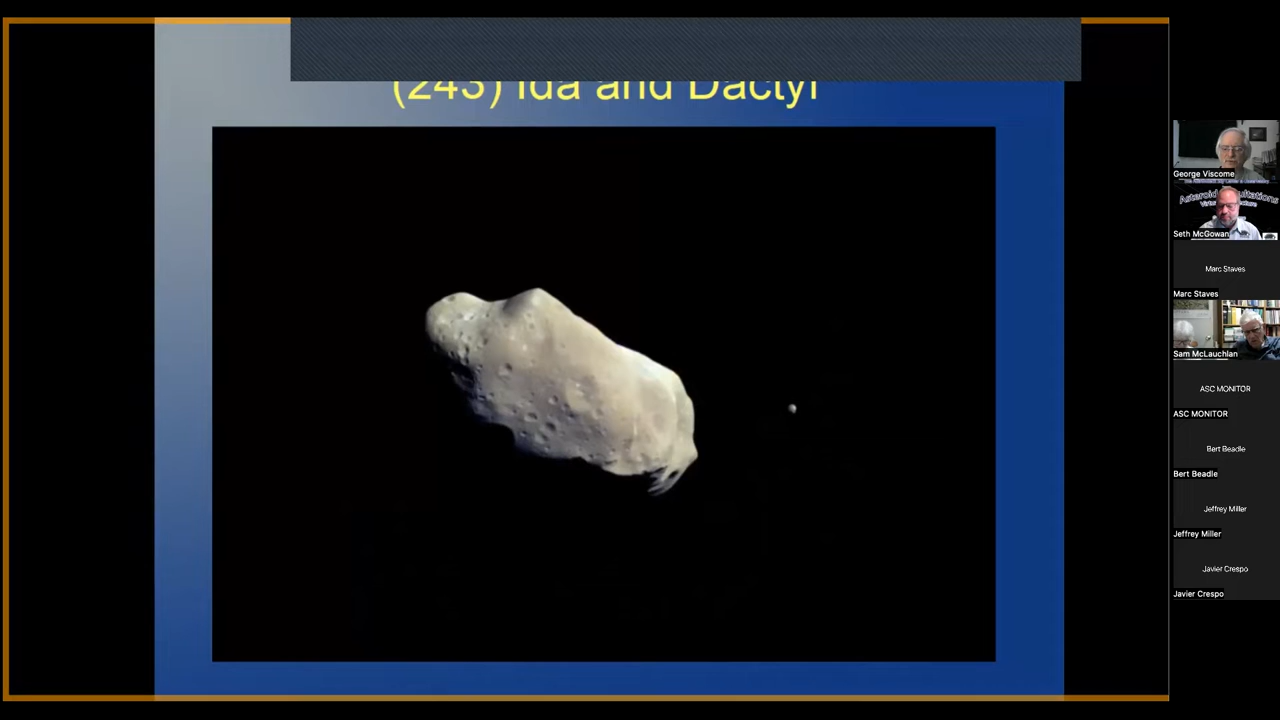 (243) Ida and Dactyl
George Viscome
Seth McGowan
Marc Staves
Marc Staves
Sam McLauchlan
ASC MONITOR
ASC MONITOR
Bert Beadle
Bert Beadle
Jeffrey Miller
Jeffrey Miller
Javier Crespo
Javier Crespo